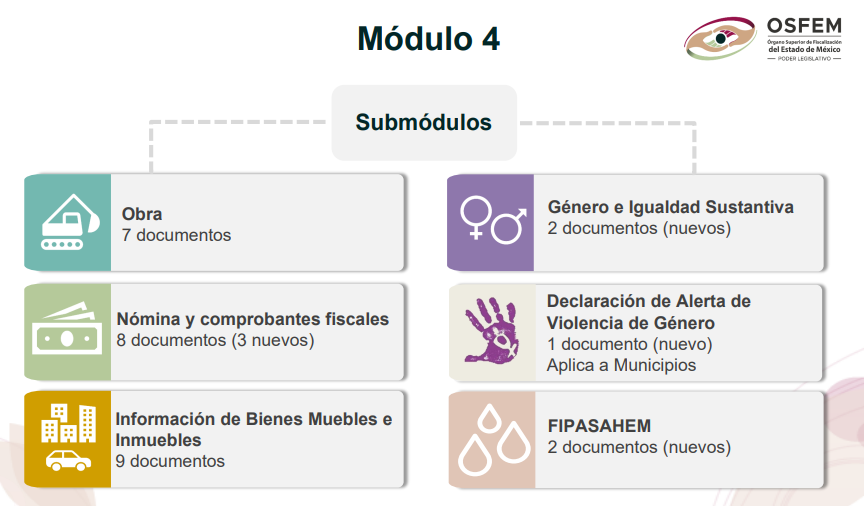 Módulo 4
OSFEM
Órgano Superior de Fiscalización
del Estado de México
PODER LEGISLATIVO
Submódulos
Obra
7 documentos
Nómina y comprobantes fiscales
8 documentos (3 nuevos)
Información de Bienes Muebles e
Inmuebles
9 documentos
Género e Igualdad Sustantiva
2 documentos (nuevos)
Declaración de Alerta de
Violencia de Género
1 documento (nuevo)
Aplica a Municipios
FIPASAHEM
2 documentos (nuevos)